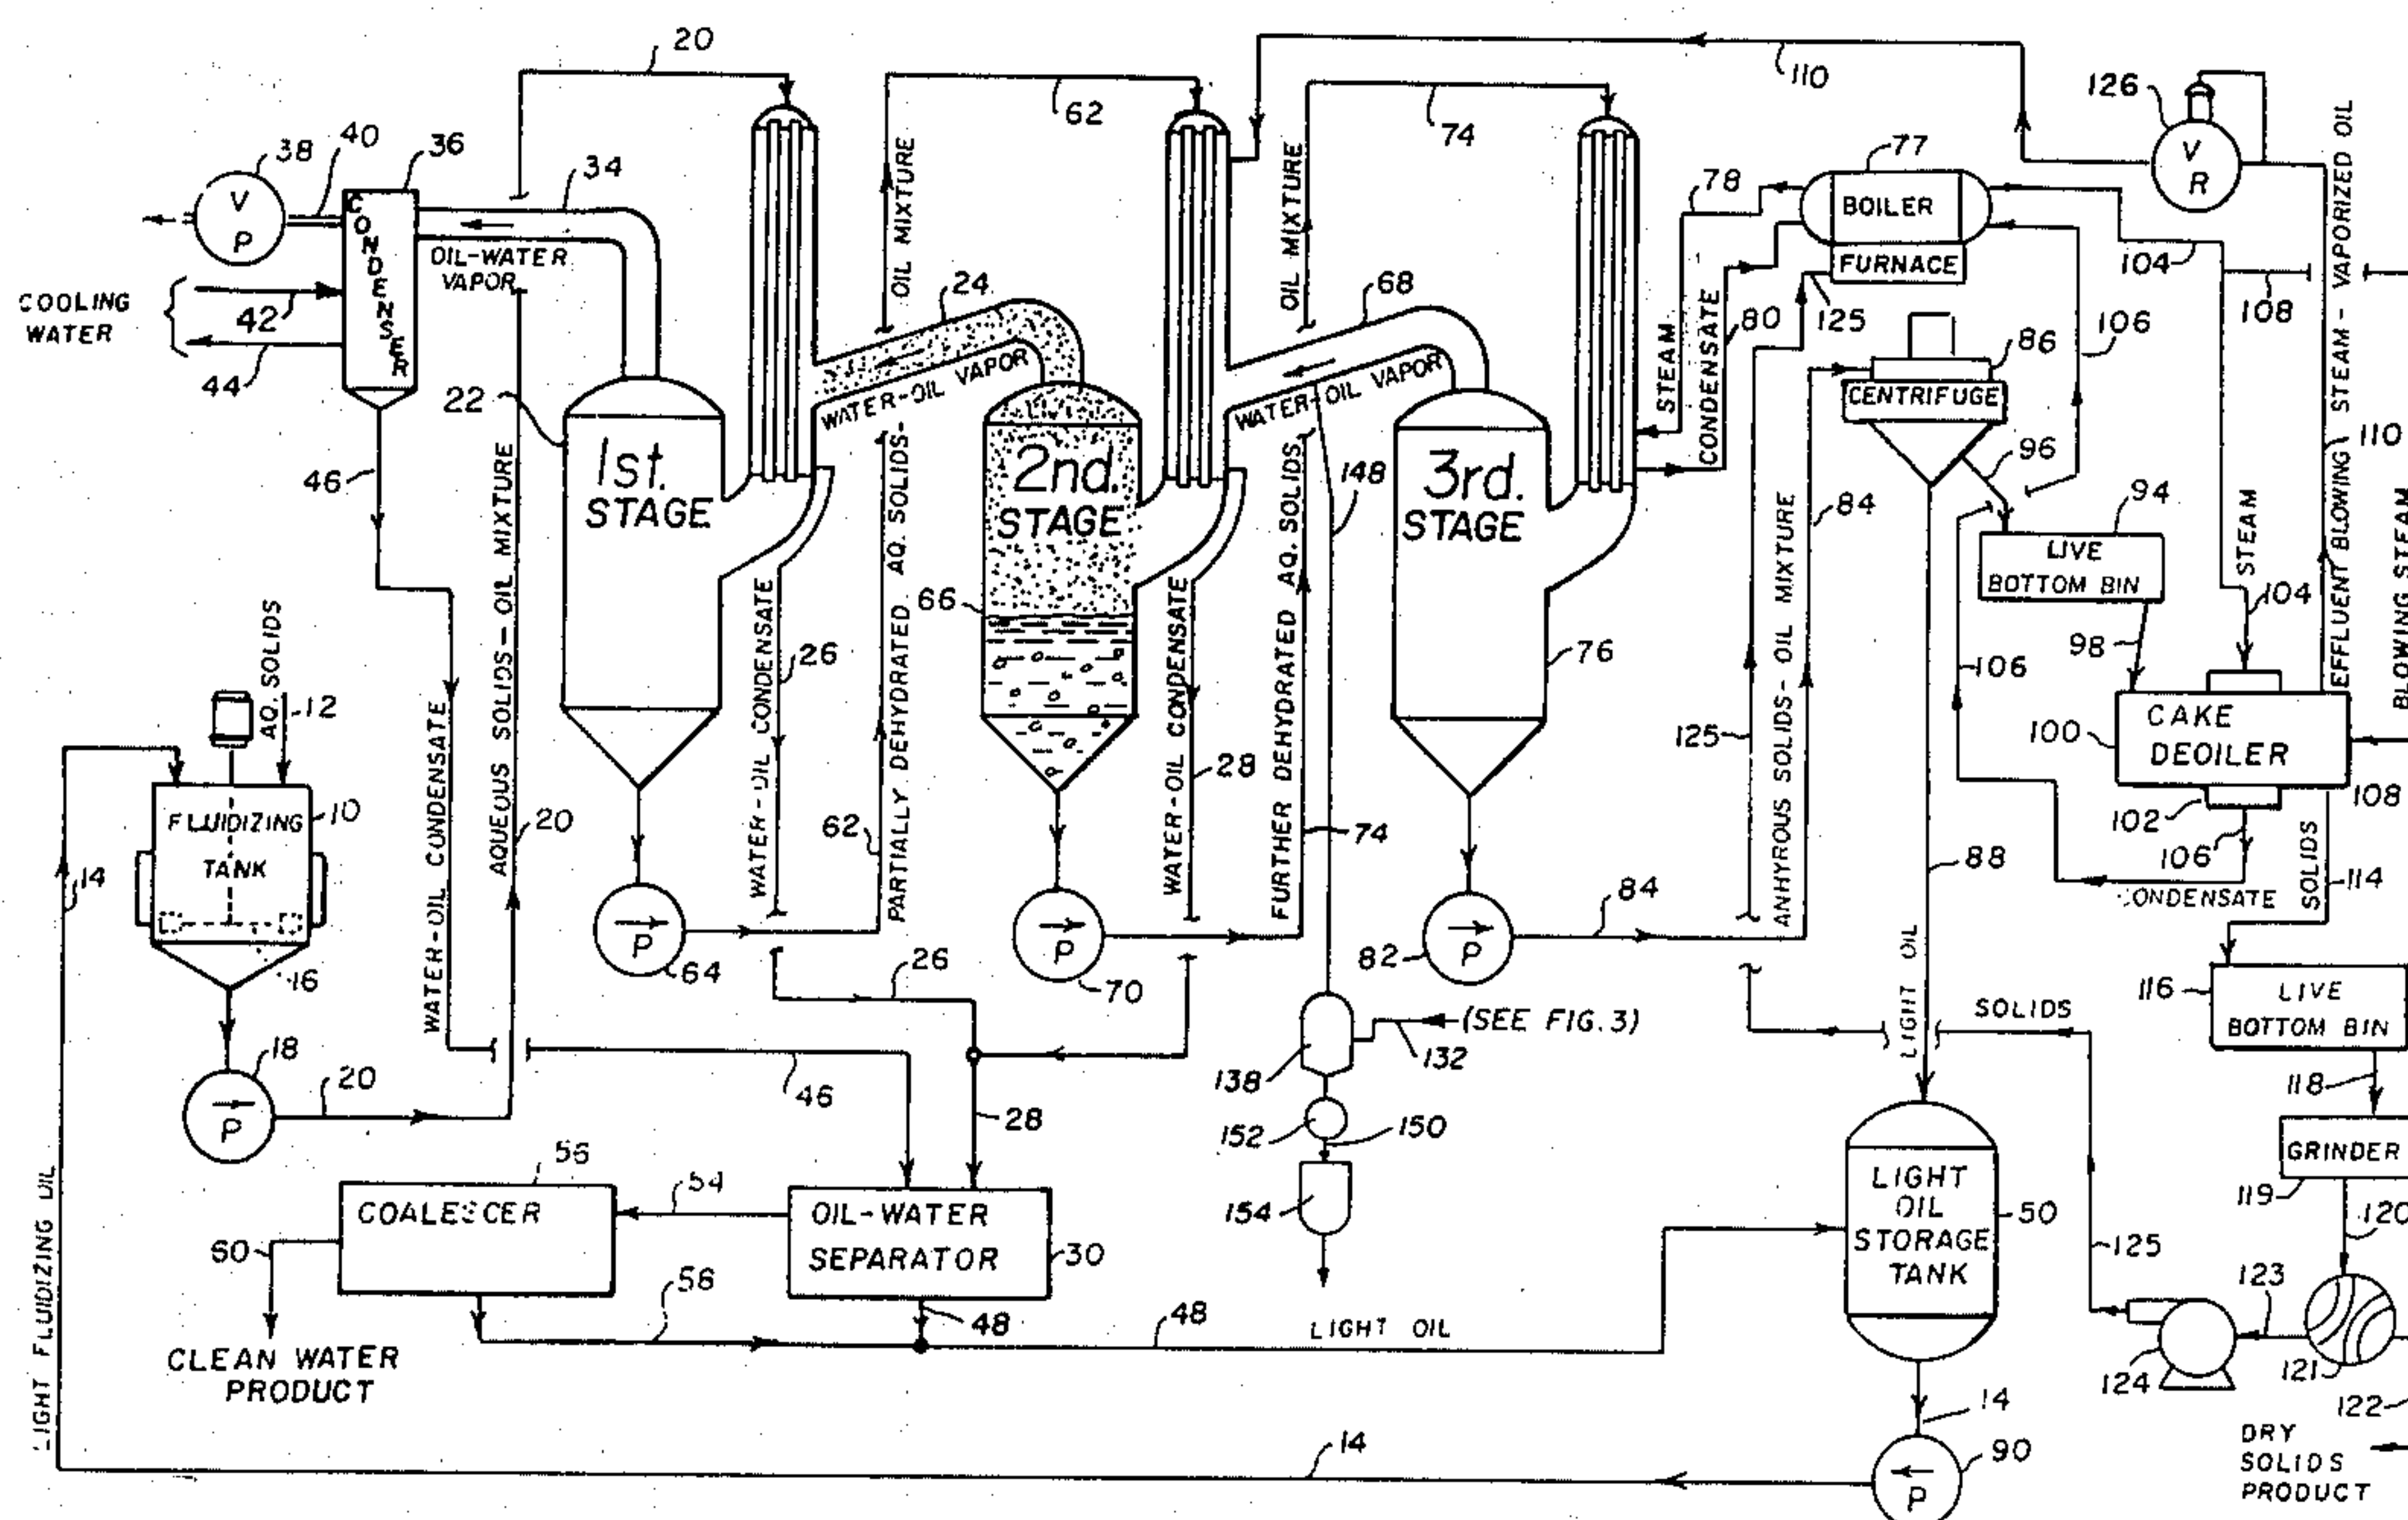 20
110
126
V
R
62
74
38
40
36
V
P
CONDENSER
34
OIL-WATER
VAPOR
COOLING
WATER
42
44
22
46
OIL MIXTURE
24
WATER-OIL VAPOR
OIL MIXTURE
68
WATER-OIL VAPOR
78
77
BOILER
FURNACE
STEAM
CONDENSATE
80
125
104
108
106
86
CENTRIFUGE
96
94
LIVE
BOTTOM BIN
98
84
EFFLUENT BLOWING STEAM - VAPORIZED OIL
110
BLOWING STEAM
STEAM
104
1st.
STAGE
2nd.
STAGE
3rd.
STAGE
66
76
148
AQUEOUS SOLIDS-OIL MIXTURE
20
WATER-OIL CONDENSATE
WATER-OIL CONDENSATE
26
62
PARTIALLY DEHYDRATED AQ. SOLIDS-
WATER-OIL CONDENSATE
28
FURTHER DEHYDRATED AQ. SOLIDS
74
125
ANHYROUS SOLIDS-OIL MIXTURE
88
LIGHT OIL
106
CAKE
DEOILER
100
102
108
106
CONDENSATE
SOLIDS
114
AQ. SOLIDS
12
FLUIDIZING
TANK
10
14
16
LIGHT FLUIDIZING OIL
18
P
20
P
64
P
70
82
P
84
26
46
28
138
132
(SEE FIG. 3)
152
150
154
SOLIDS
116
LIVE
BOTTOM BIN
118
GRINDER
119
120
56
COALESCER
54
OIL-WATER
SEPARATOR
30
60
CLEAN WATER
PRODUCT
58
48
48
LIGHT OIL
LIGHT
OIL
STORAGE
TANK
50
125
123
124
121
122
DRY
SOLIDS
PRODUCT
14
14
90
P